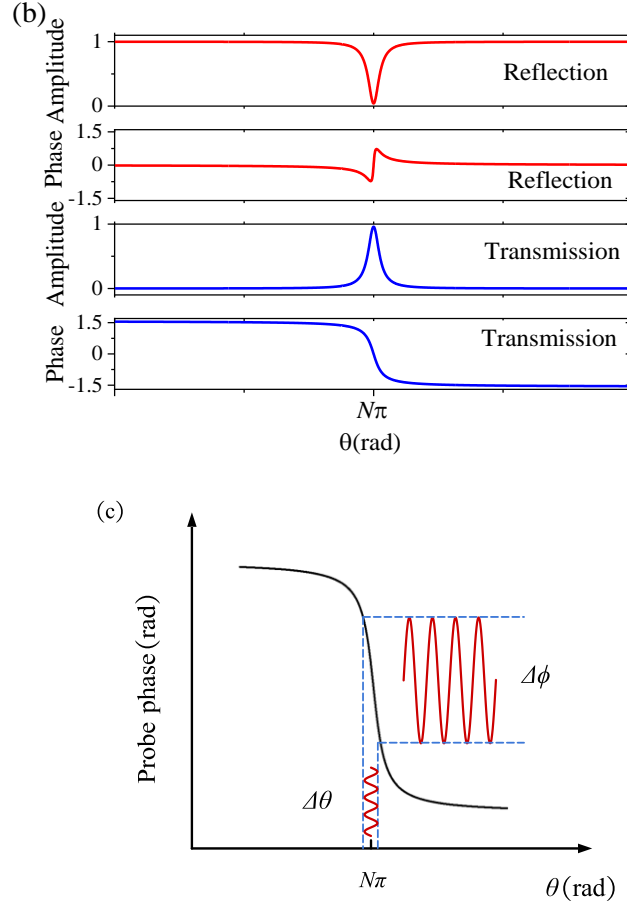 (b)
Amplitude
1
0
Reflection
Phase
1.5
0
-1.5
Reflection
Amplitude
1
0
Transmission
Phase
1.5
0
-1.5
Transmission
Nπ
θ(rad)
(c)
Probe phase(rad)
Δϕ
Δθ
Nπ
θ(rad)